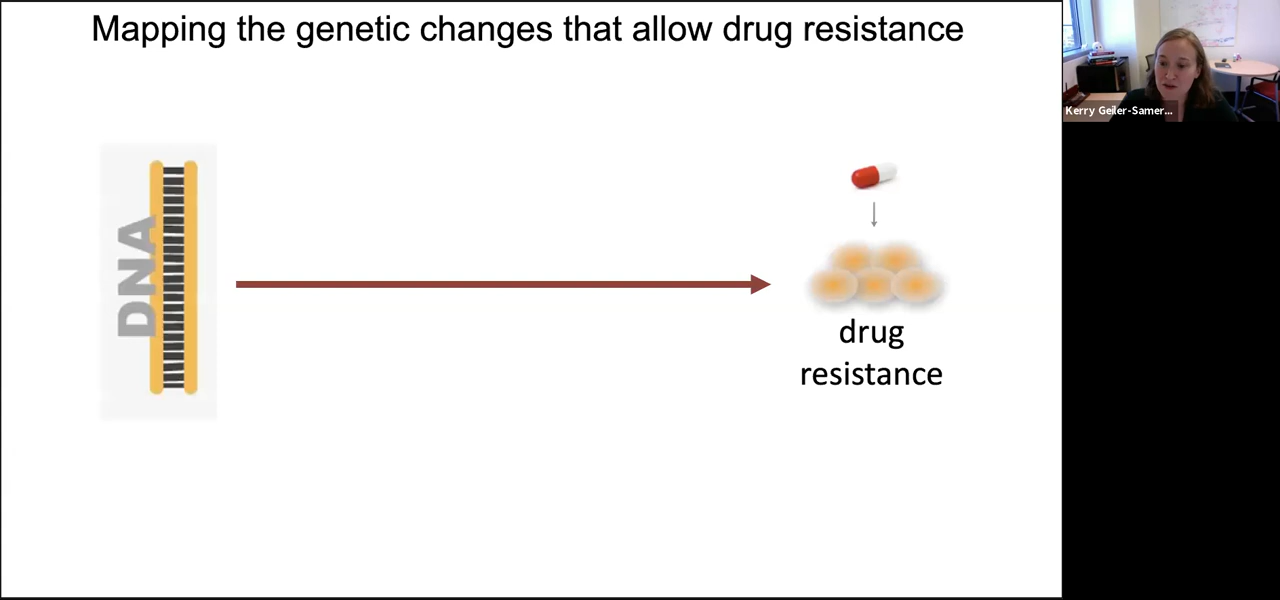 Mapping the genetic changes that allow drug resistance
Kerry Geiler-Samer...
DNA
drug
resistance